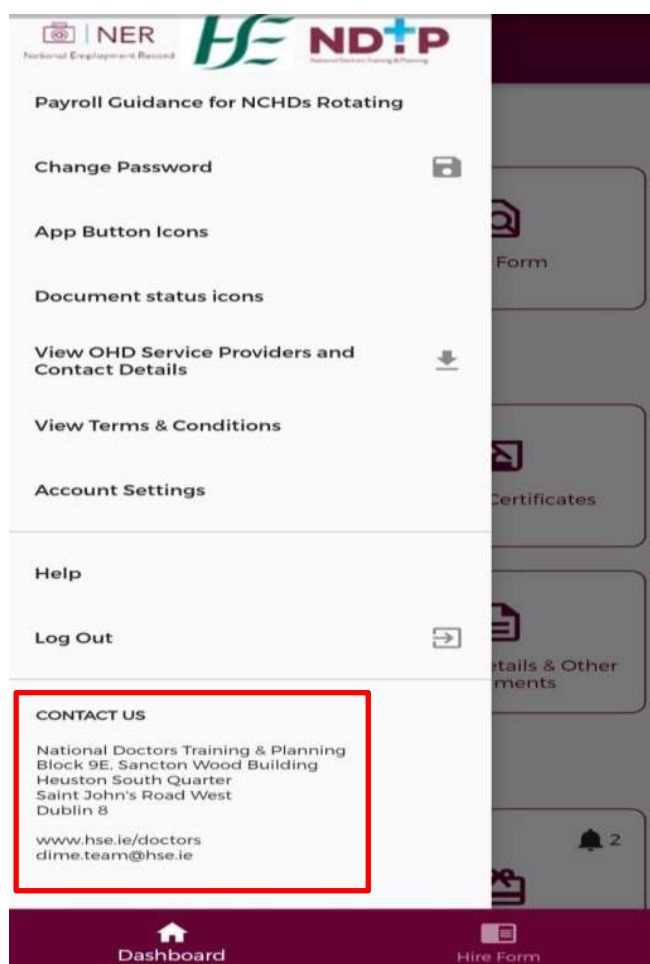 NER
National Employment Record
HE
NDTP
National Doctors Training & Planning
Payroll Guidance for NCHDs Rotating
Change Password
App Button Icons
Form
Document status icons
View OHD Service Providers and
Contact Details
View Terms & Conditions
Account Settings
Certificates
Help
Log Out
etails & Other
ments
CONTACT US
National Doctors Training & Planning
Block 9E, Sancton Wood Building
Heuston South Quarter
Saint John's Road West
Dublin 8
www.hse.ie/doctors
dime.team@hse.ie
2
Dashboard
Hire Form